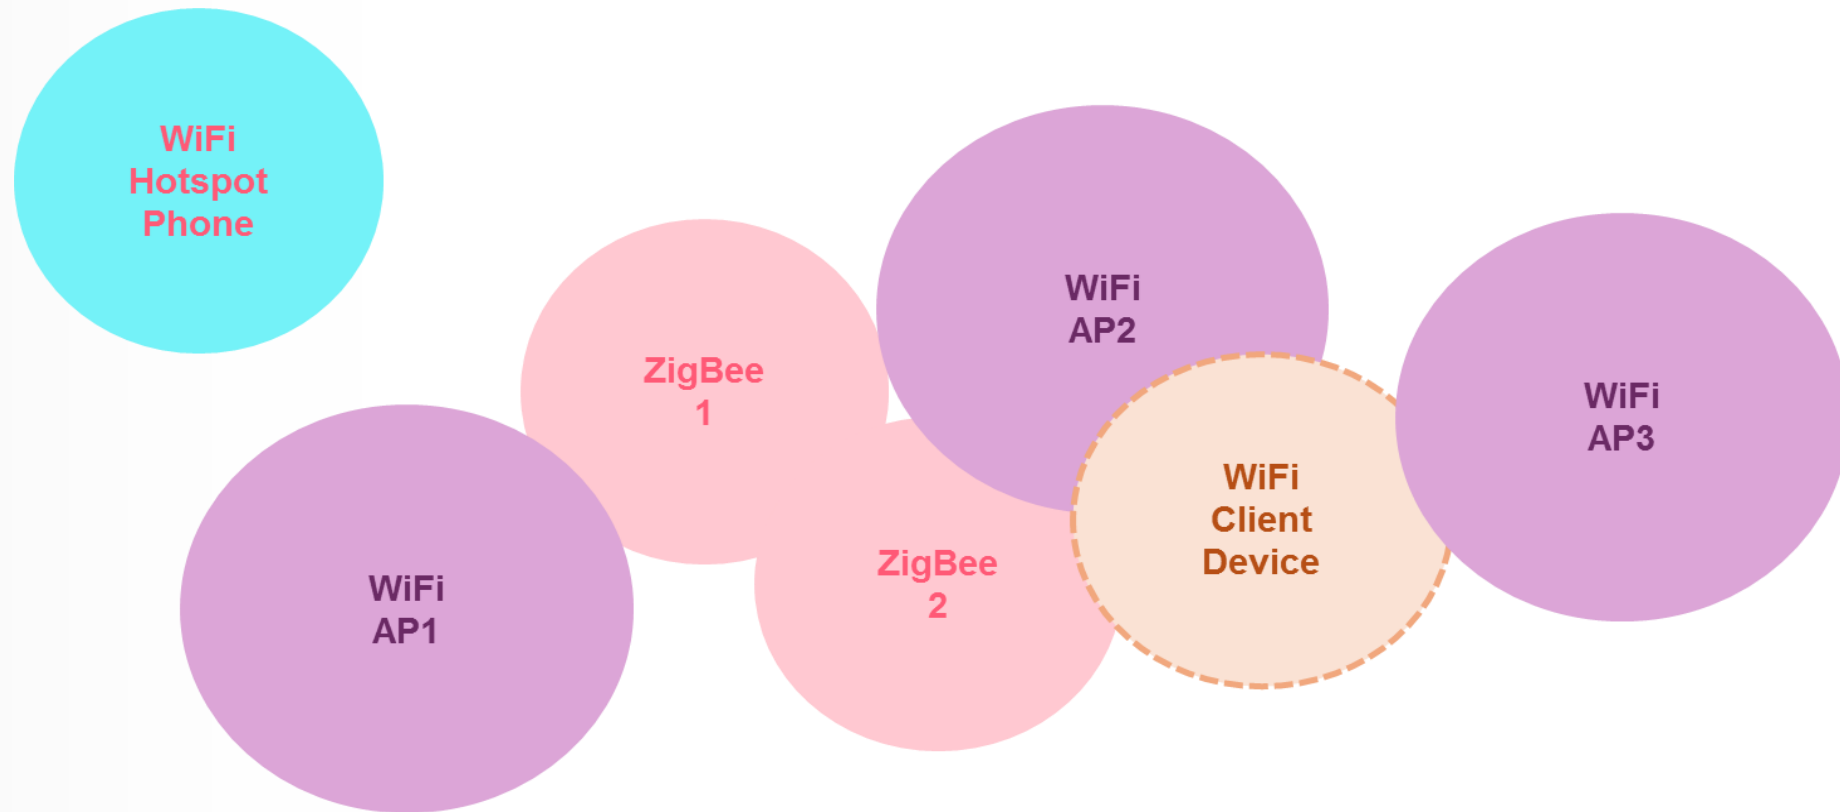 WiFi
Hotspot
Phone
ZigBee
1
WiFi
AP2
WiFi
AP3
WiFi
Client
Device
ZigBee
2
WiFi
AP1